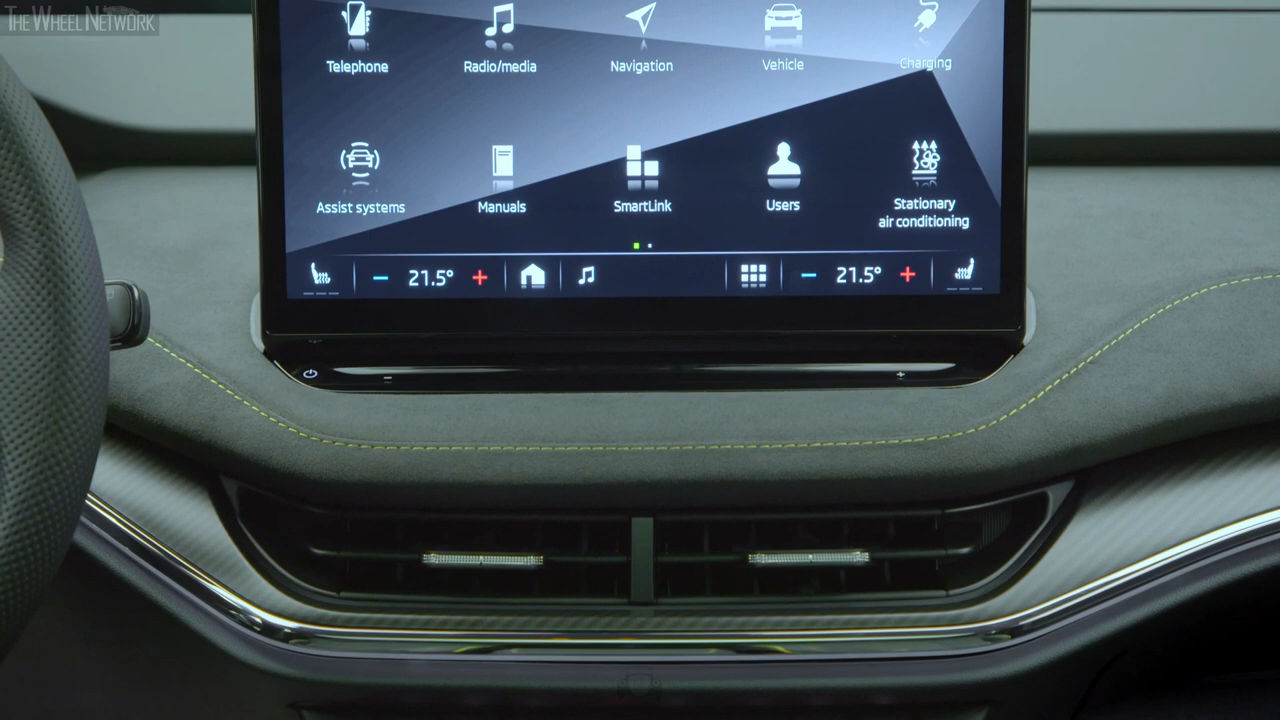 THE WHEEL NETWORK
Telephone
Radio/media
Navigation
Vehicle
Charging
Assist systems
Manuals
SmartLink
Users
Stationary
air conditioning
− 21.5° +
− 21.5° +
− +